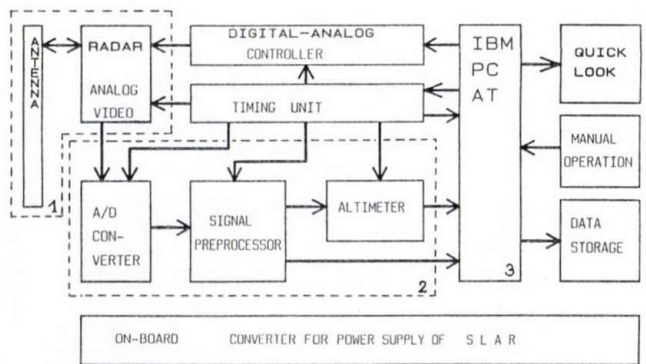 ANTENNA
RADAR
ANALOG
VIDEO
DIGITAL-ANALOG
CONTROLLER
TIMING UNIT
IBM
PC
AT
QUICK
LOOK
MANUAL
OPERATION
DATA
STORAGE
1
A/D
CON-
VERTER
SIGNAL
PREPROCESSOR
ALTIMETER
2
3
ON-BOARD CONVERTER FOR POWER SUPPLY OF S L A R